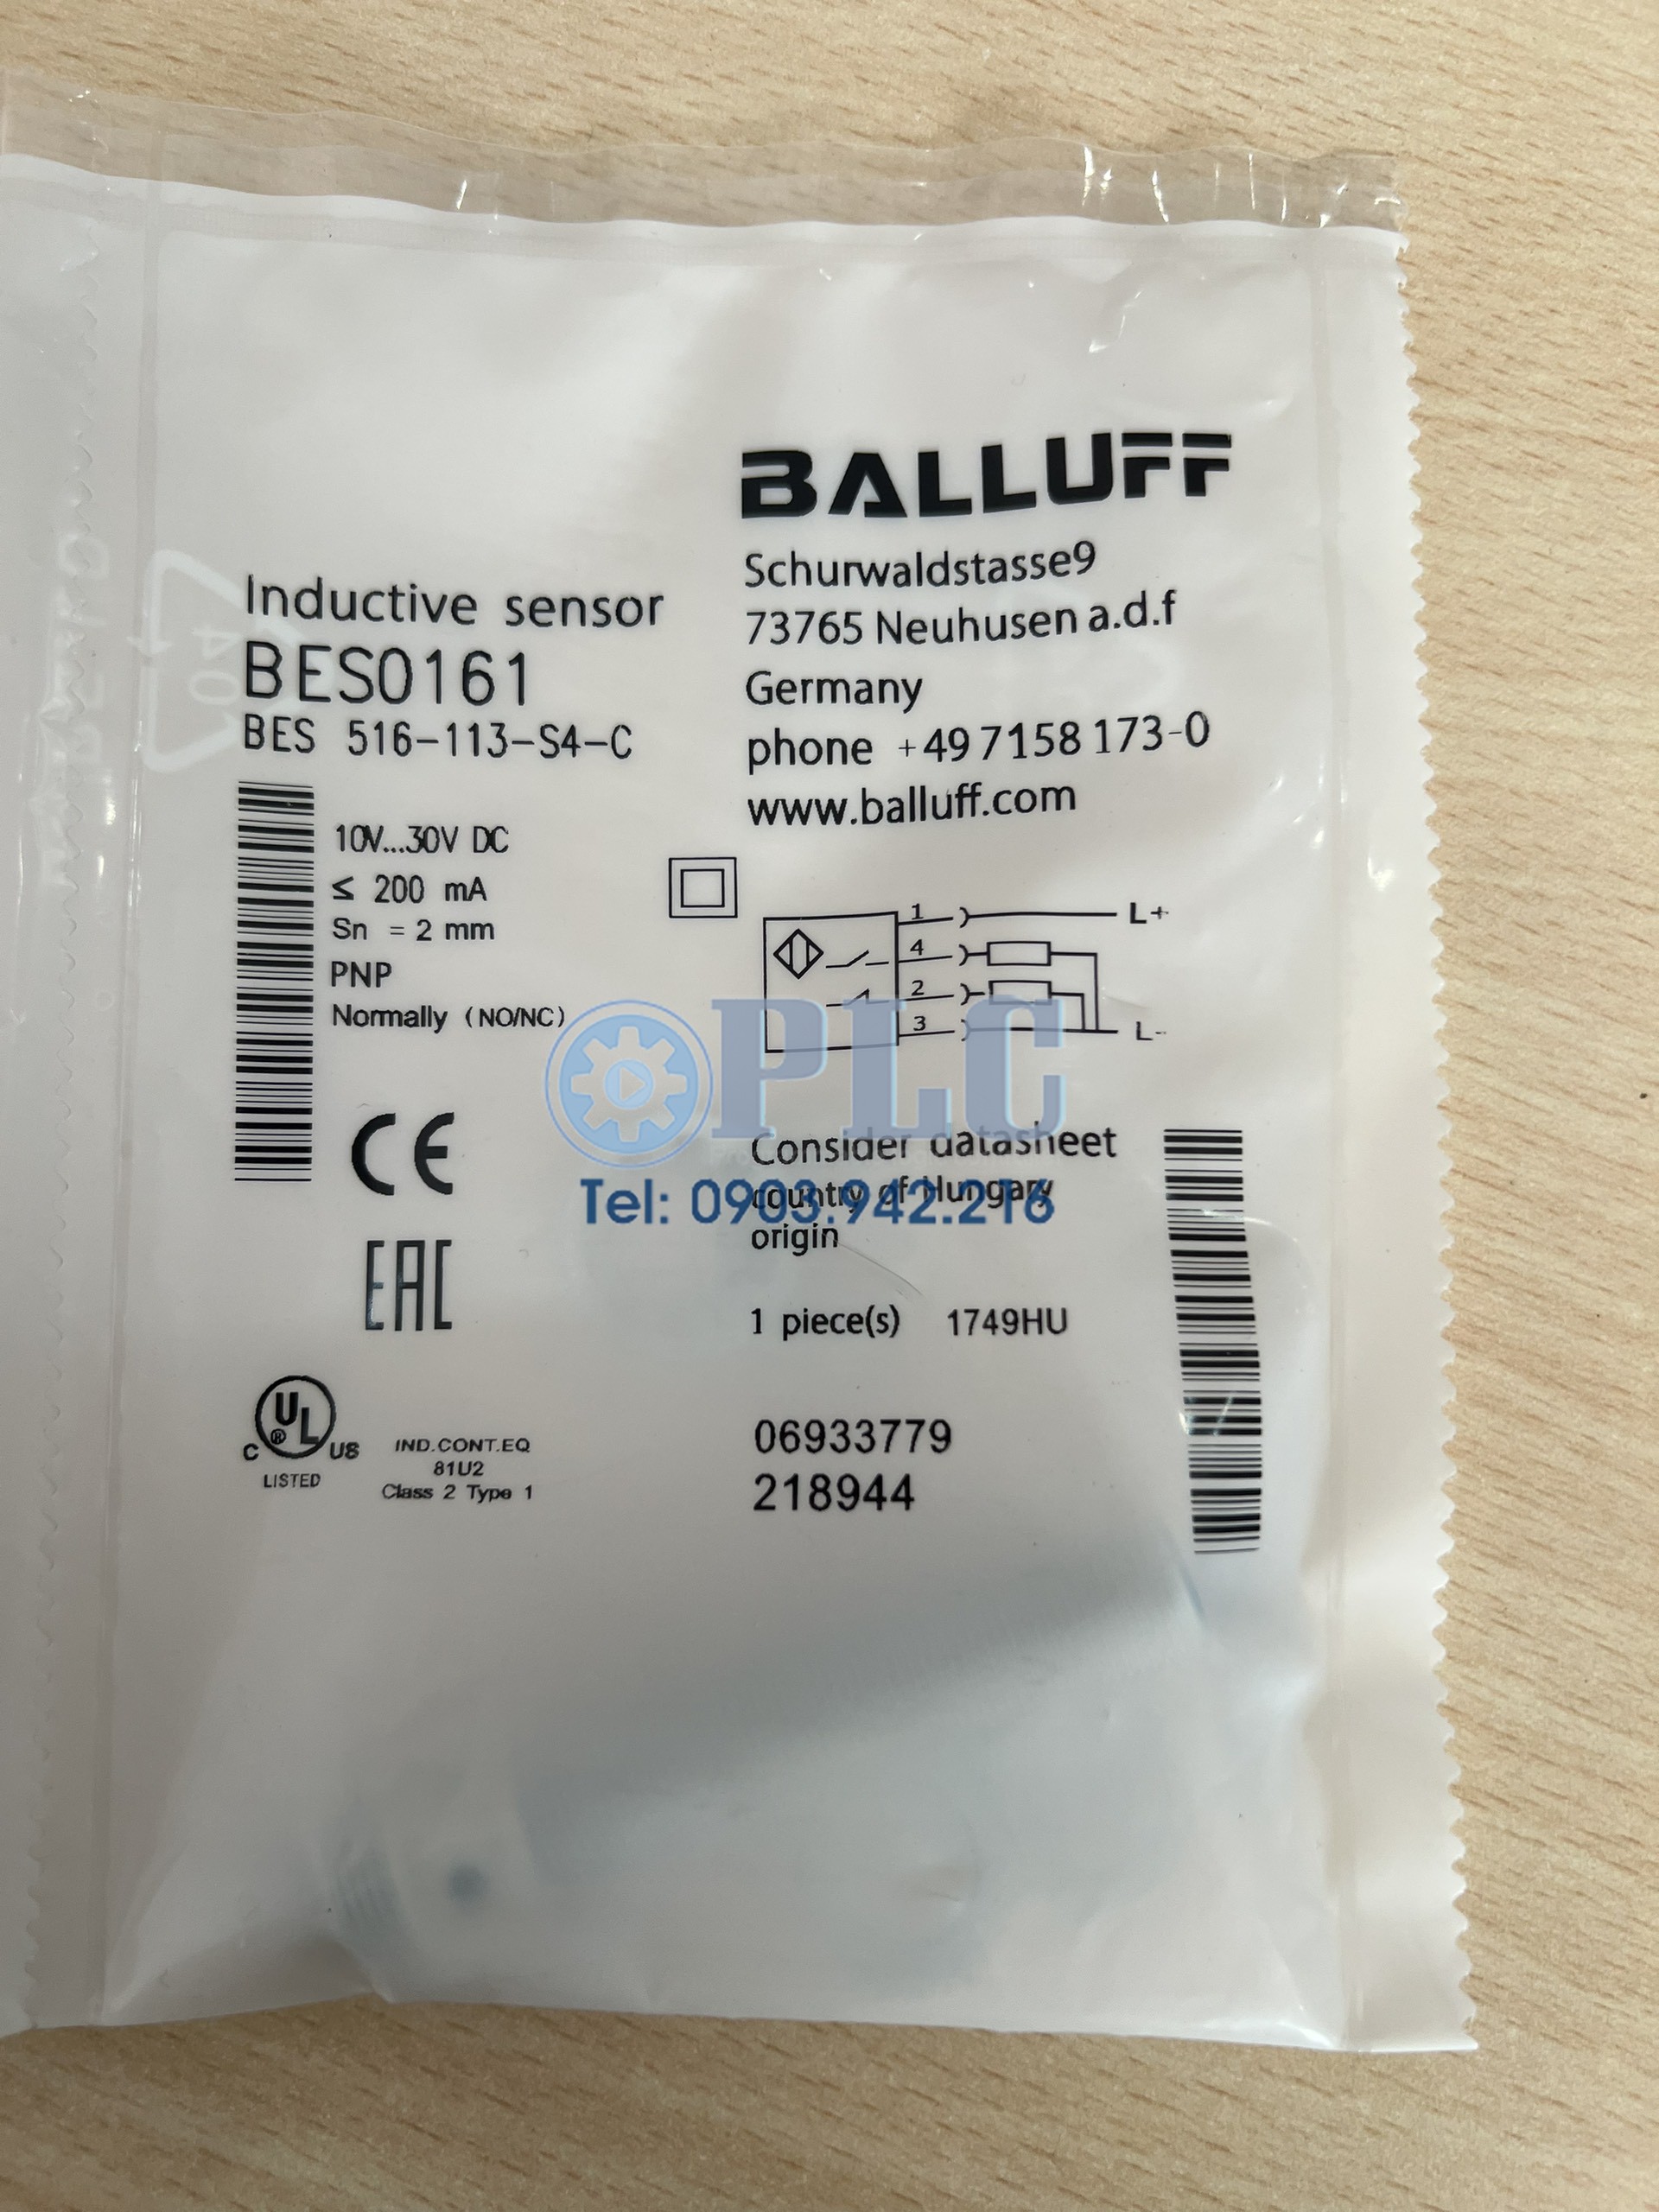 BALLUFF
Schurwaldstasse9
73765 Neuhusen a.d.f
Germany
phone +49 7158 173-0
www.balluff.com
Inductive sensor
BES0161
BES 516-113-S4-C
10V...30V DC
≤ 200 mA
Sn = 2 mm
PNP
Normally (NO/NC)
1 L+
4
2
3 L-
PLC
Tel: 0903.942.216
Consider datasheet
country of Hungary
origin
1 piece(s) 1749HU
06933779
218944
CE
EAC
C UL ® US
LISTED
IND.CONT.EQ
81U2
Class 2 Type 1
04